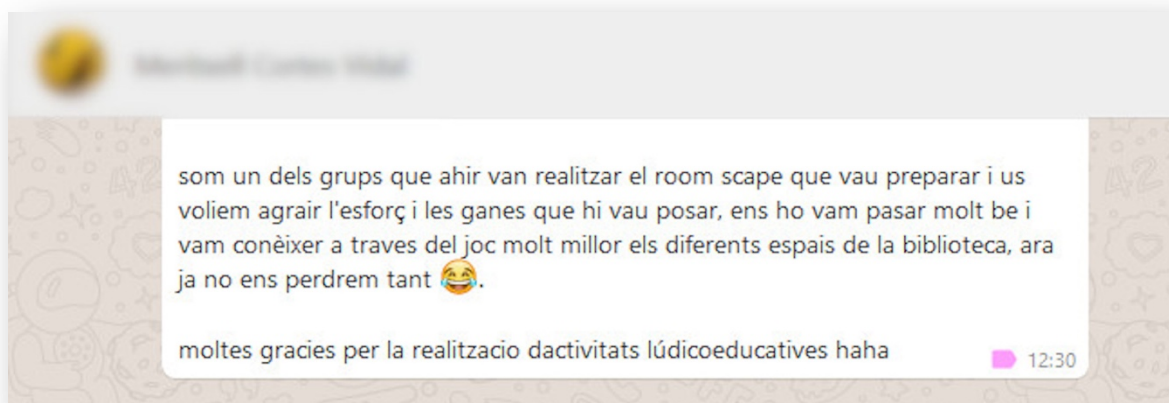 som un dels grups que ahir van realitzar el room scape que vau preparar i us
voliem agrair l'esforç i les ganes que hi vau posar, ens ho vam pasar molt be i
vam conèixer a traves del joc molt millor els diferents espais de la biblioteca, ara
ja no ens perdrem tant 😂.
moltes gracies per la realitzacio dactivitats lúdicoeducatives haha
12:30